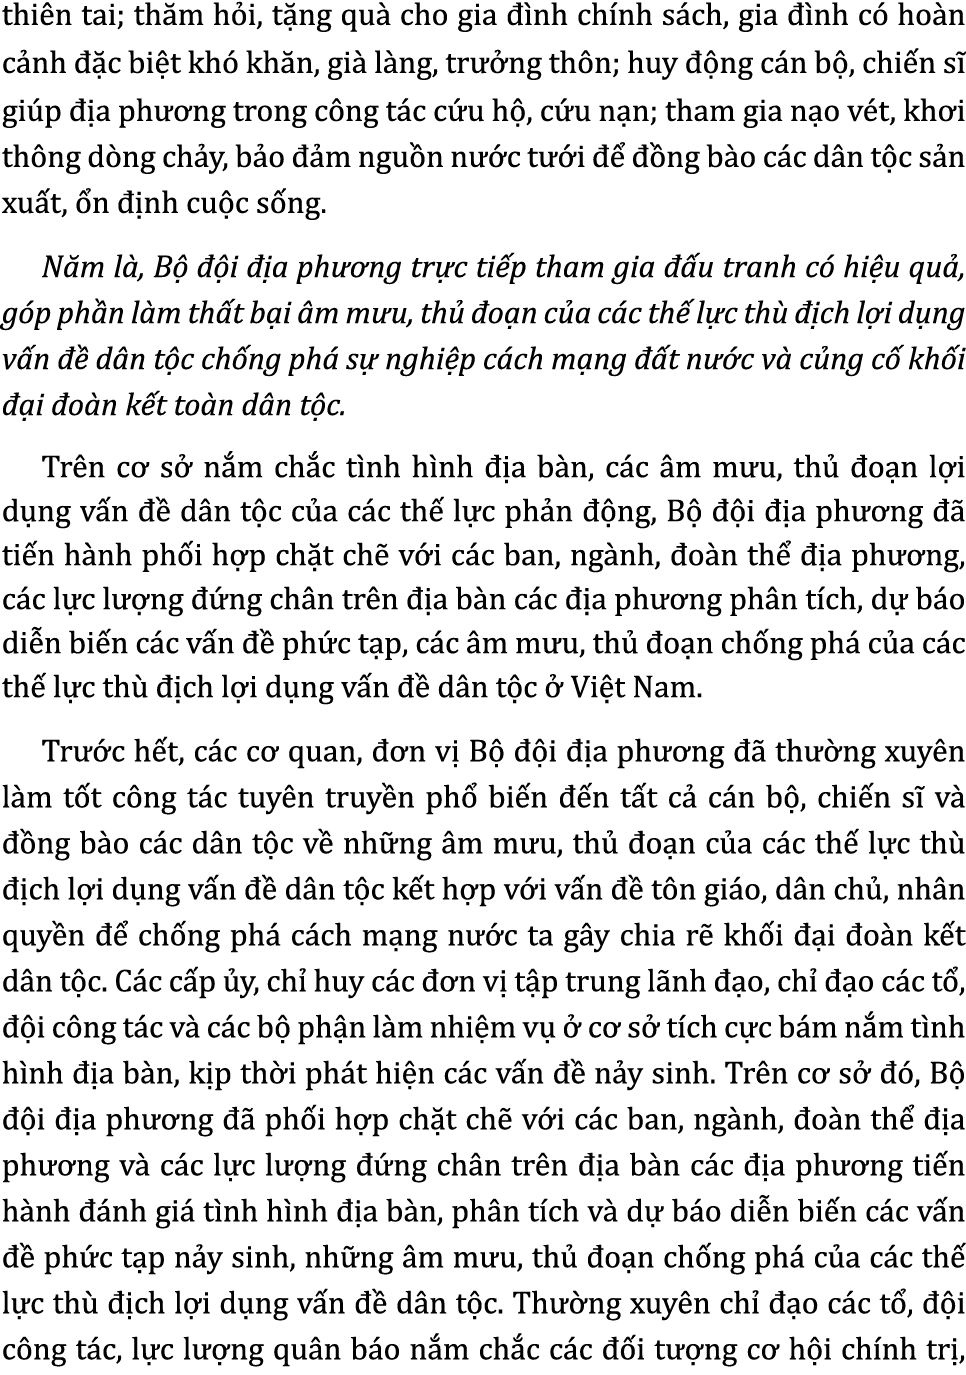 thiên tai; thăm hỏi, tặng quà cho gia đình chính sách, gia đình có hoàn
cảnh đặc biệt khó khăn, già làng, trưởng thôn; huy động cán bộ, chiến sĩ
giúp địa phương trong công tác cứu hộ, cứu nạn; tham gia nạo vét, khơi
thông dòng chảy, bảo đảm nguồn nước tưới để đồng bào các dân tộc sản
xuất, ổn định cuộc sống.
Năm là, Bộ đội địa phương trực tiếp tham gia đấu tranh có hiệu quả,
góp phần làm thất bại âm mưu, thủ đoạn của các thế lực thù địch lợi dụng
vấn đề dân tộc chống phá sự nghiệp cách mạng đất nước và củng cố khối
đại đoàn kết toàn dân tộc.
Trên cơ sở nắm chắc tình hình địa bàn, các âm mưu, thủ đoạn lợi
dụng vấn đề dân tộc của các thế lực phản động, Bộ đội địa phương đã
tiến hành phối hợp chặt chẽ với các ban, ngành, đoàn thể địa phương,
các lực lượng đứng chân trên địa bàn các địa phương phân tích, dự báo
diễn biến các vấn đề phức tạp, các âm mưu, thủ đoạn chống phá của các
thế lực thù địch lợi dụng vấn đề dân tộc ở Việt Nam.
Trước hết, các cơ quan, đơn vị Bộ đội địa phương đã thường xuyên
làm tốt công tác tuyên truyền phổ biến đến tất cả cán bộ, chiến sĩ và
đồng bào các dân tộc về những âm mưu, thủ đoạn của các thế lực thù
địch lợi dụng vấn đề dân tộc kết hợp với vấn đề tôn giáo, dân chủ, nhân
quyền để chống phá cách mạng nước ta gây chia rẽ khối đại đoàn kết
dân tộc. Các cấp ủy, chỉ huy các đơn vị tập trung lãnh đạo, chỉ đạo các tổ,
đội công tác và các bộ phận làm nhiệm vụ ở cơ sở tích cực bám nắm tình
hình địa bàn, kịp thời phát hiện các vấn đề nảy sinh. Trên cơ sở đó, Bộ
đội địa phương đã phối hợp chặt chẽ với các ban, ngành, đoàn thể địa
phương và các lực lượng đứng chân trên địa bàn các địa phương tiến
hành đánh giá tình hình địa bàn, phân tích và dự báo diễn biến các vấn
đề phức tạp nảy sinh, những âm mưu, thủ đoạn chống phá của các thế
lực thù địch lợi dụng vấn đề dân tộc. Thường xuyên chỉ đạo các tổ, đội
công tác, lực lượng quân báo nắm chắc các đối tượng cơ hội chính trị,